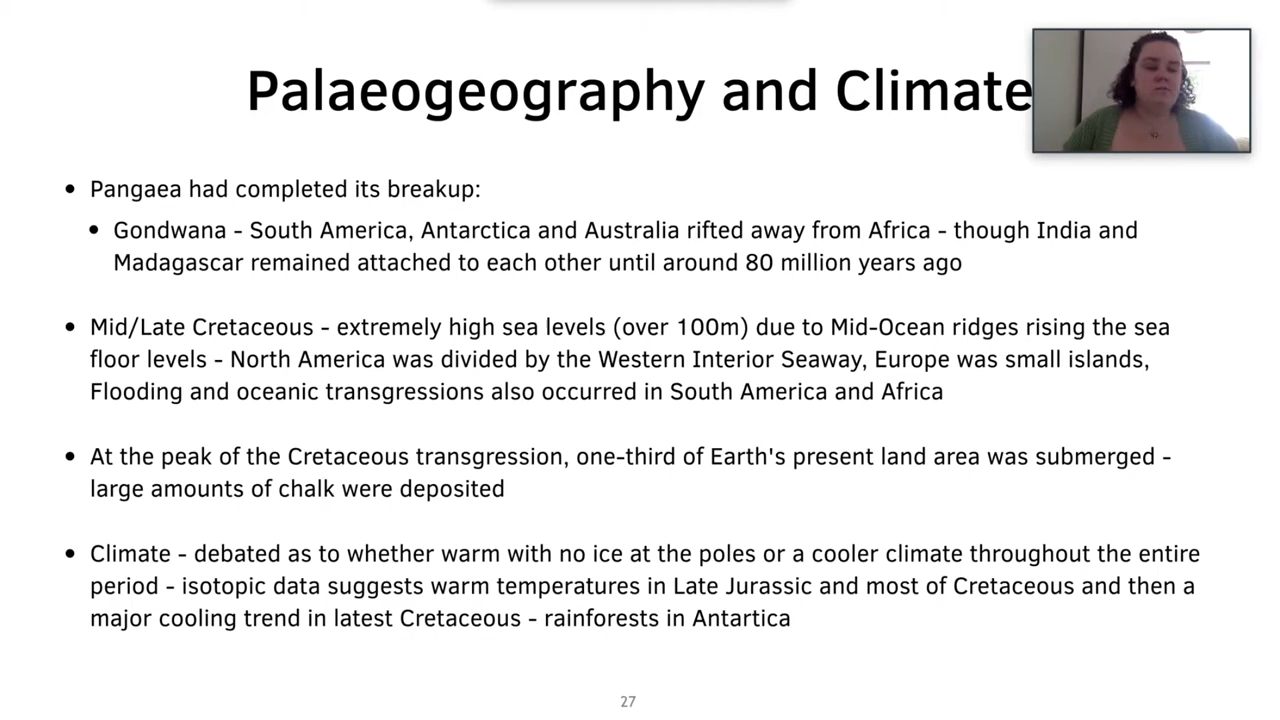 Palaeogeography and Climate
• Pangaea had completed its breakup:
• Gondwana - South America, Antarctica and Australia rifted away from Africa - though India and
Madagascar remained attached to each other until around 80 million years ago
• Mid/Late Cretaceous - extremely high sea levels (over 100m) due to Mid-Ocean ridges rising the sea
floor levels - North America was divided by the Western Interior Seaway, Europe was small islands,
Flooding and oceanic transgressions also occurred in South America and Africa
• At the peak of the Cretaceous transgression, one-third of Earth's present land area was submerged -
large amounts of chalk were deposited
• Climate - debated as to whether warm with no ice at the poles or a cooler climate throughout the entire
period - isotopic data suggests warm temperatures in Late Jurassic and most of Cretaceous and then a
major cooling trend in latest Cretaceous - rainforests in Antartica
27